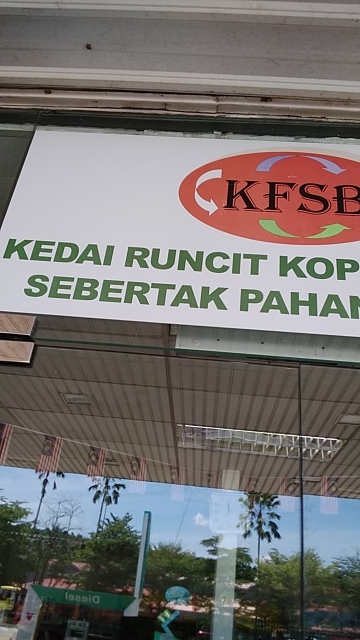 KFSB
KEDAI RUNCIT KOP
SEBERTAK PAHAN
Diesel